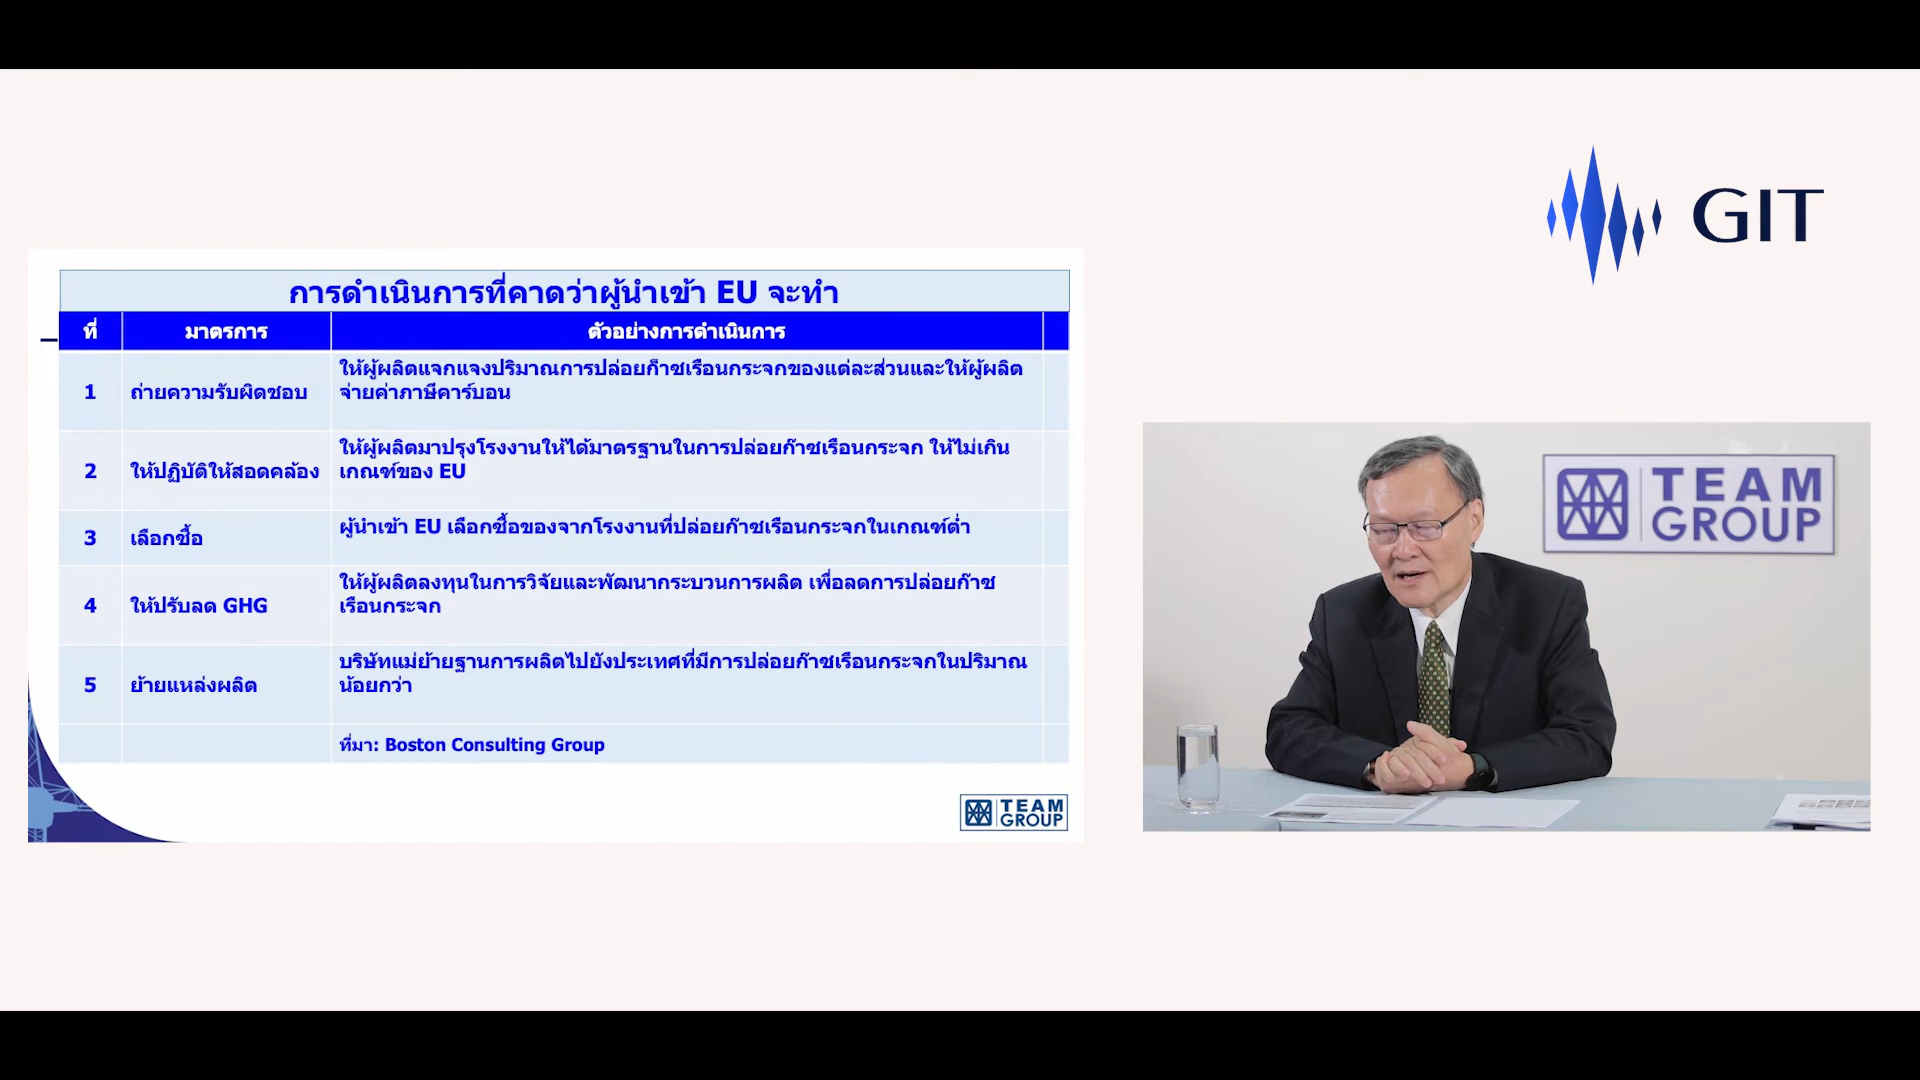 GIT
การดำเนินการที่คาดว่าผู้นำเข้า EU จะทำ
ที่ มาตรการ ตัวอย่างการดำเนินการ
1 ถ่ายความรับผิดชอบ ให้ผู้ผลิตแจกแจงปริมาณการปล่อยก๊าซเรือนกระจกของแต่ละส่วนและให้ผู้ผลิต
จ่ายค่าภาษีคาร์บอน
2 ให้ปฏิบัติให้สอดคล้อง ให้ผู้ผลิตมาปรุงโรงงานให้ได้มาตรฐานในการปล่อยก๊าซเรือนกระจก ให้ไม่เกิน
เกณฑ์ของ EU
3 เลือกซื้อ ผู้นำเข้า EU เลือกซื้อของจากโรงงานที่ปล่อยก๊าซเรือนกระจกในเกณฑ์ต่ำ
4 ให้ปรับลด GHG ให้ผู้ผลิตลงทุนในการวิจัยและพัฒนากระบวนการผลิต เพื่อลดการปล่อยก๊าซ
เรือนกระจก
5 ย้ายแหล่งผลิต บริษัทแม่ย้ายฐานการผลิตไปยังประเทศที่มีการปล่อยก๊าซเรือนกระจกในปริมาณ
น้อยกว่า
ที่มา: Boston Consulting Group
TEAM
GROUP
TEAM
GROUP